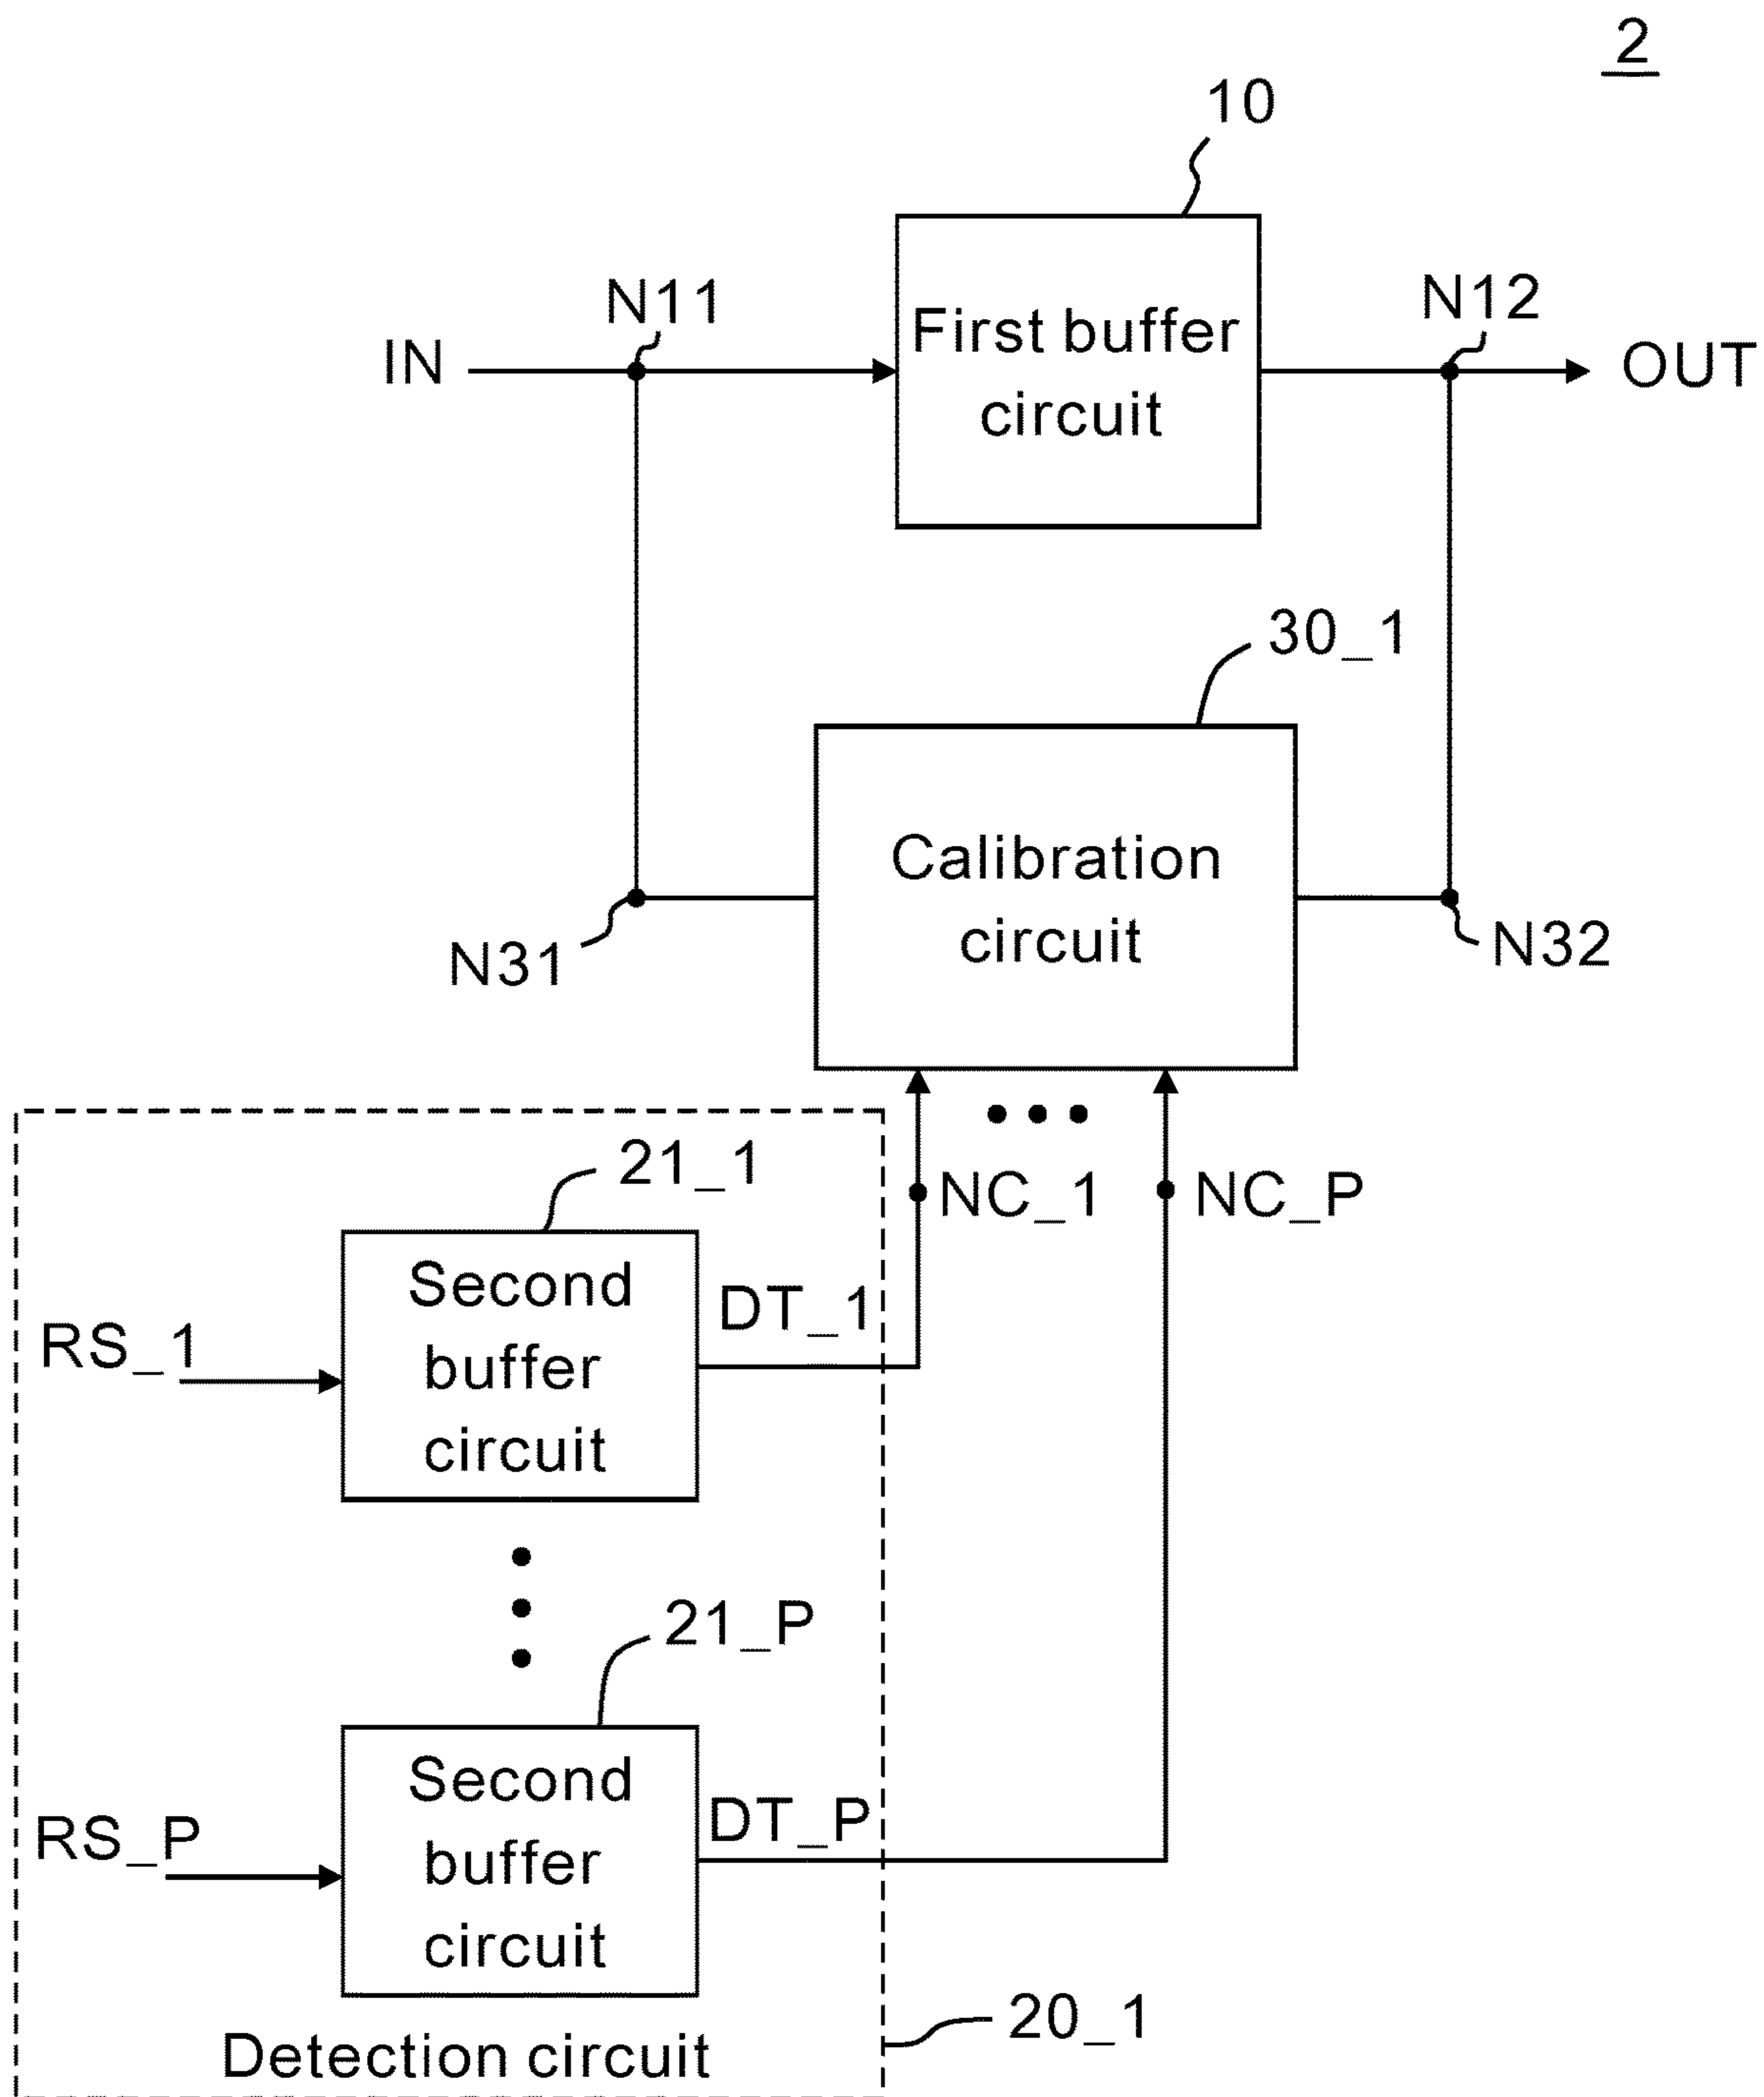 2
10
N11
N12
IN
First buffer
circuit
OUT
30_1
Calibration
circuit
N31
N32
21_1
NC_1
NC_P
Second
buffer
circuit
DT_1
RS_1
21_P
Second
buffer
circuit
DT_P
RS_P
20_1
Detection circuit